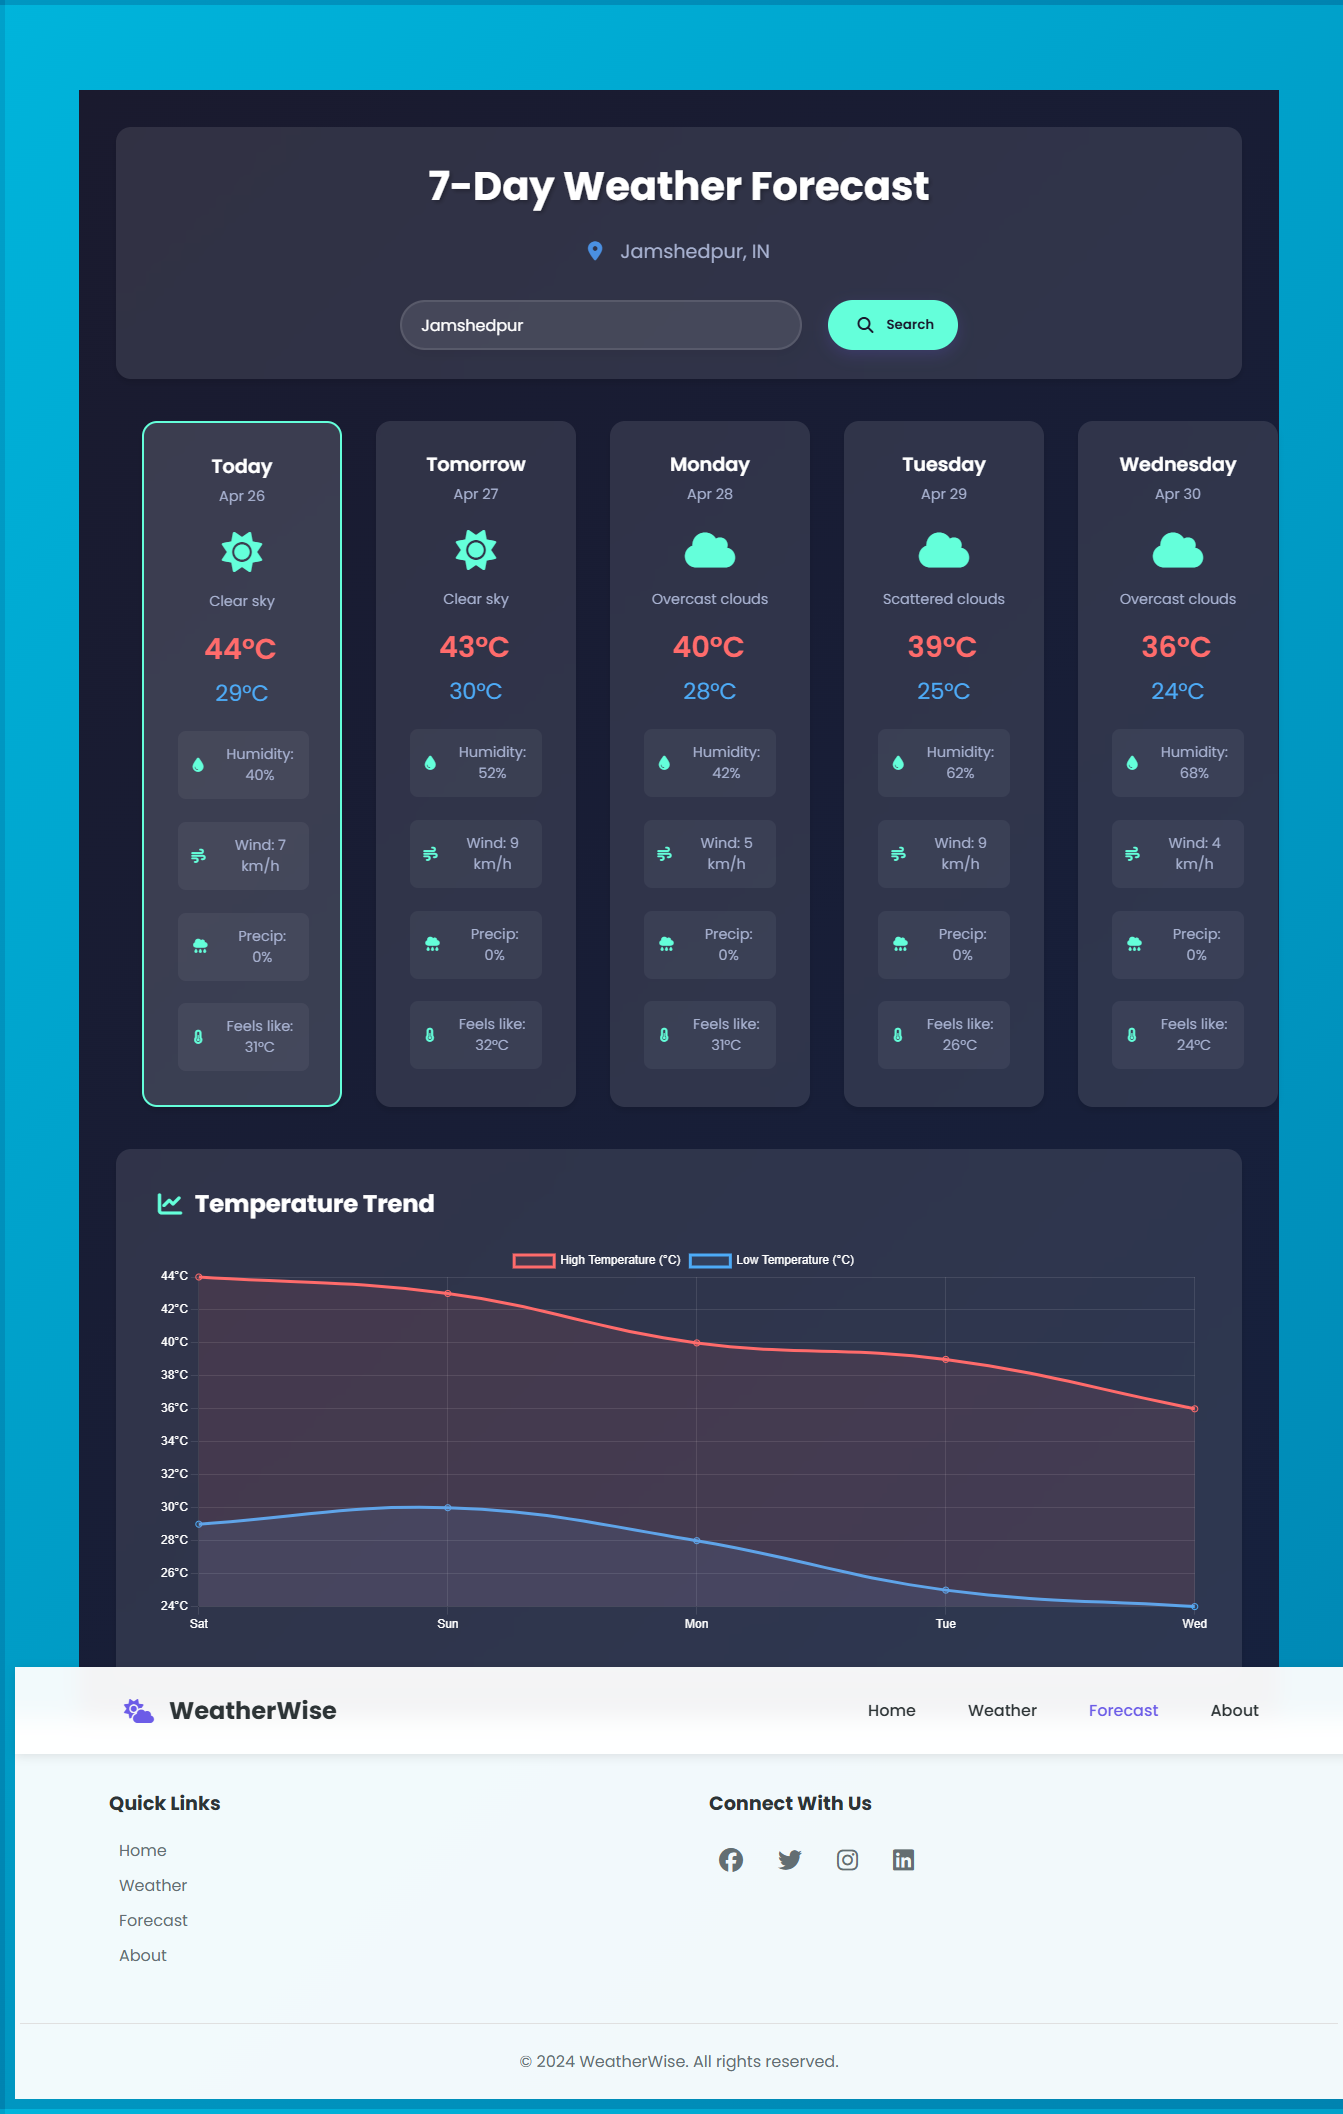 7-Day Weather Forecast
Jamshedpur, IN
Jamshedpur
Search
Today
Apr 26
Clear sky
44°C
29°C
Humidity:
40%
Wind: 7
km/h
Precip:
0%
Feels like:
31°C
Tomorrow
Apr 27
Clear sky
43°C
30°C
Humidity:
52%
Wind: 9
km/h
Precip:
0%
Feels like:
32°C
Monday
Apr 28
Overcast clouds
40°C
28°C
Humidity:
42%
Wind: 5
km/h
Precip:
0%
Feels like:
31°C
Tuesday
Apr 29
Scattered clouds
39°C
25°C
Humidity:
62%
Wind: 9
km/h
Precip:
0%
Feels like:
26°C
Wednesday
Apr 30
Overcast clouds
36°C
24°C
Humidity:
68%
Wind: 4
km/h
Precip:
0%
Feels like:
24°C
Temperature Trend
High Temperature (°C) Low Temperature (°C)
44°C
42°C
40°C
38°C
36°C
34°C
32°C
30°C
28°C
26°C
24°C
Sat Sun Mon Tue Wed
WeatherWise
Home Weather Forecast About
Quick Links
Home
Weather
Forecast
About
Connect With Us
© 2024 WeatherWise. All rights reserved.